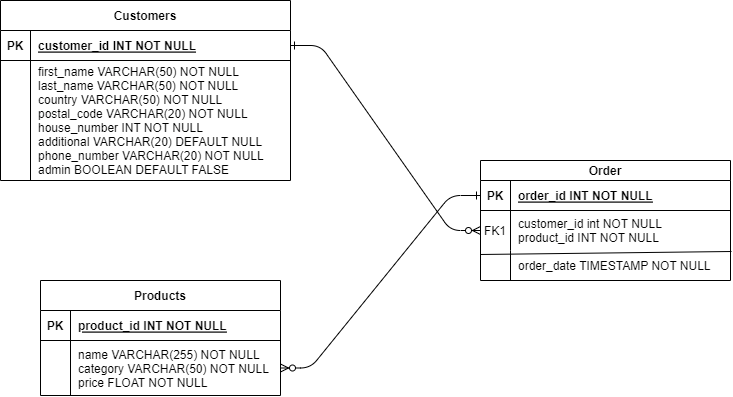 Customers
PK customer_id INT NOT NULL
first_name VARCHAR(50) NOT NULL
last_name VARCHAR(50) NOT NULL
country VARCHAR(50) NOT NULL
postal_code VARCHAR(20) NOT NULL
house_number INT NOT NULL
additional VARCHAR(20) DEFAULT NULL
phone_number VARCHAR(20) NOT NULL
admin BOOLEAN DEFAULT FALSE
Order
PK order_id INT NOT NULL
FK1 customer_id int NOT NULL
product_id INT NOT NULL
order_date TIMESTAMP NOT NULL
Products
PK product_id INT NOT NULL
name VARCHAR(255) NOT NULL
category VARCHAR(50) NOT NULL
price FLOAT NOT NULL